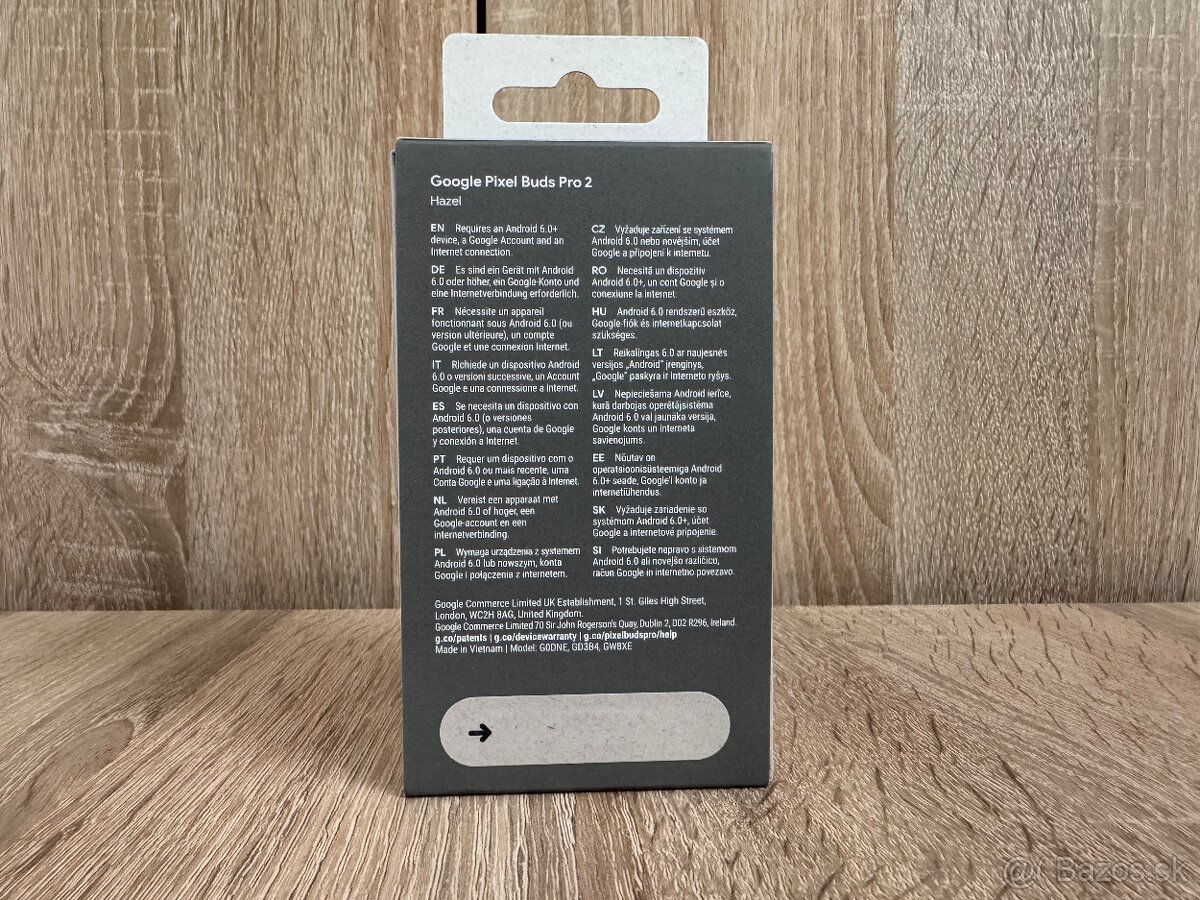 Google Pixel Buds Pro 2
Hazel
EN Requires an Android 6.0+
device, a Google Account and an
Internet connection.
DE Es sind ein Gerät mit Android
6.0 oder höher, ein Google-Konto und
eine Internetverbindung erforderlich.
FR Nécessite un appareil
fonctionnant sous Android 6.0 (ou
version ultérieure), un compte
Google et une connexion Internet.
IT Richiede un dispositivo Android
6.0 o versioni successive, un Account
Google e una connessione a Internet.
ES Se necesita un dispositivo con
Android 6.0 (o versiones
posteriores), una cuenta de Google
y conexión a Internet.
PT Requer um dispositivo com o
Android 6.0 ou mais recente, uma
Conta Google e uma ligação à Internet.
NL Vereist een apparaat met
Android 6.0 of hoger, een
Google-account en een
internetverbinding.
PL Wymaga urządzenia z systemem
Android 6.0 lub nowszym, konta
Google i połączenia z internetem.
CZ Vyžaduje zařízení se systémem
Android 6.0 nebo novějším, účet
Google a připojení k internetu.
RO Necesită un dispozitiv
Android 6.0+, un cont Google și o
conexiune la internet.
HU Android 6.0 rendszerű eszköz,
Google-fiók és internetkapcsolat
szükséges.
LT Reikalingas 6.0 ar naujesnės
versijos „Android“ įrenginys,
„Google“ paskyra ir interneto ryšys.
LV Nepieciešama Android ierīce,
kurā darbojas operētājsistēma
Android 6.0 vai jaunāka versija,
Google konts un interneta
savienojums.
EE Nõutav on
operatsioonisüsteemiga Android
6.0+ seade, Google'i konto ja
internetiühendus.
SK Vyžaduje zariadenie so
systémom Android 6.0+, účet
Google a internetové pripojenie.
SI Potrebujete napravo s sistemom
Android 6.0 ali novejšo različico,
račun Google in internetno povezavo.
Google Commerce Limited UK Establishment, 1 St. Giles High Street,
London, WC2H 8AG, United Kingdom.
Google Commerce Limited 70 Sir John Rogerson's Quay, Dublin 2, D02 R296, Ireland.
g.co/patents | g.co/devicewarranty | g.co/pixelbudspro/help
Made in Vietnam | Model: G0DNE, GD3B4, GWBXE
Bazos.sk